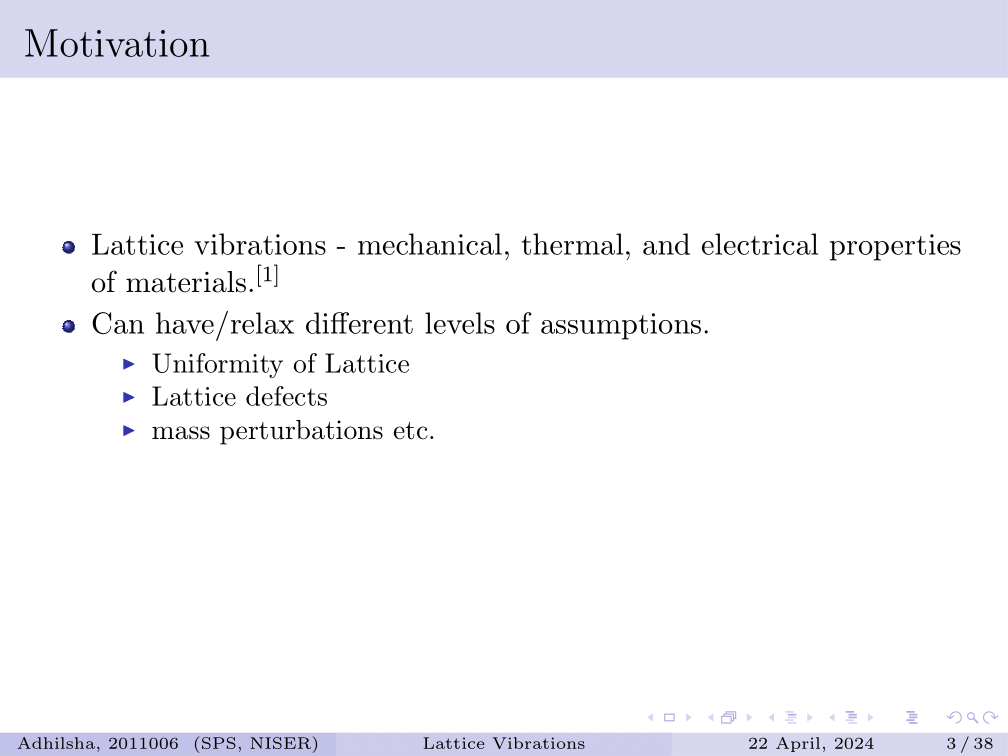 Motivation
Lattice vibrations - mechanical, thermal, and electrical properties
of materials.[1]
Can have/relax different levels of assumptions.
Uniformity of Lattice
Lattice defects
mass perturbations etc.
Adhilsha, 2011006 (SPS, NISER) Lattice Vibrations 22 April, 2024 3 / 38